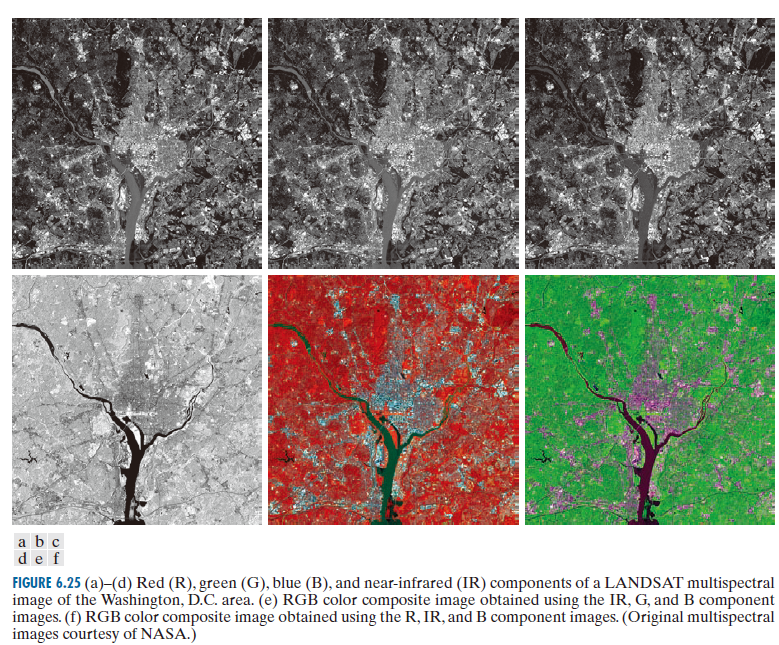 a b c
d e f
FIGURE 6.25 (a)–(d) Red (R), green (G), blue (B), and near-infrared (IR) components of a LANDSAT multispectral
image of the Washington, D.C. area. (e) RGB color composite image obtained using the IR, G, and B component
images. (f) RGB color composite image obtained using the R, IR, and B component images. (Original multispectral
images courtesy of NASA.)